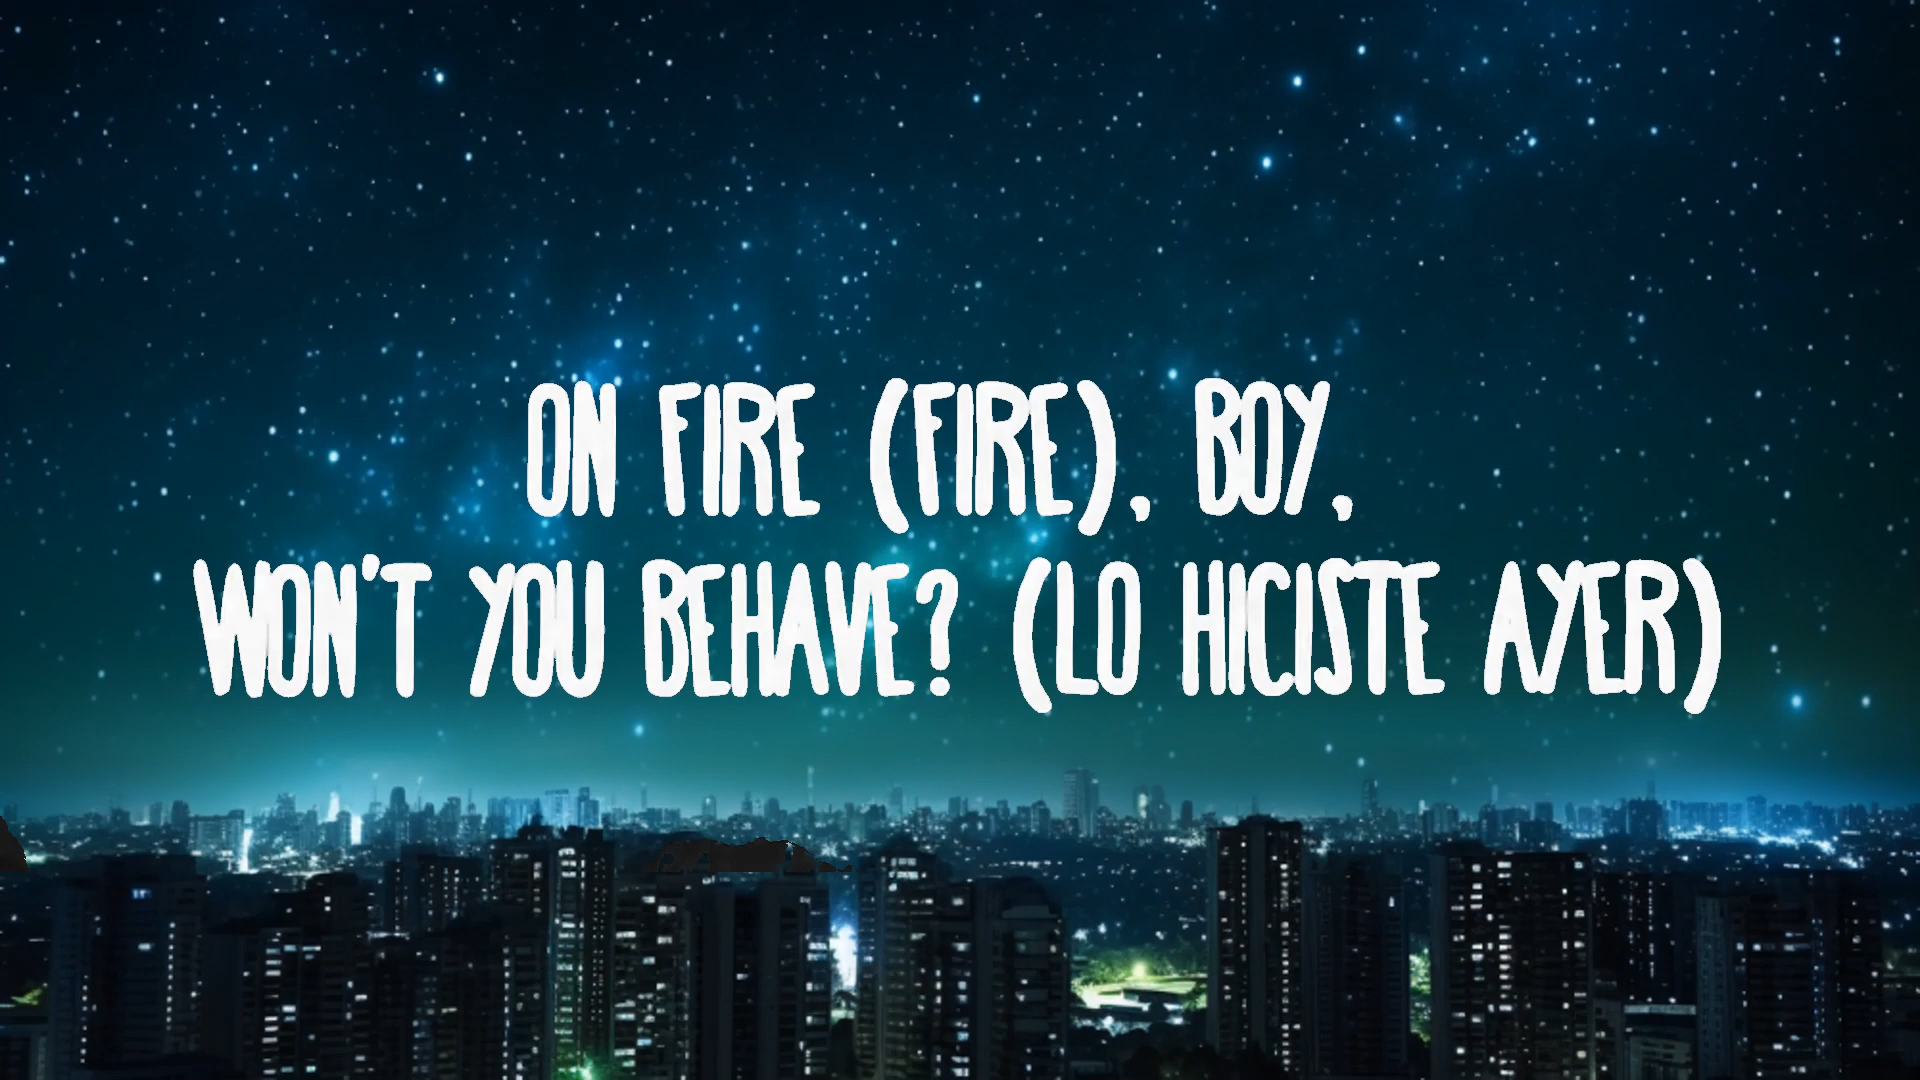 ON FIRE (FIRE), BOY,
WON'T YOU BEHAVE? (LO HICISTE AYER)